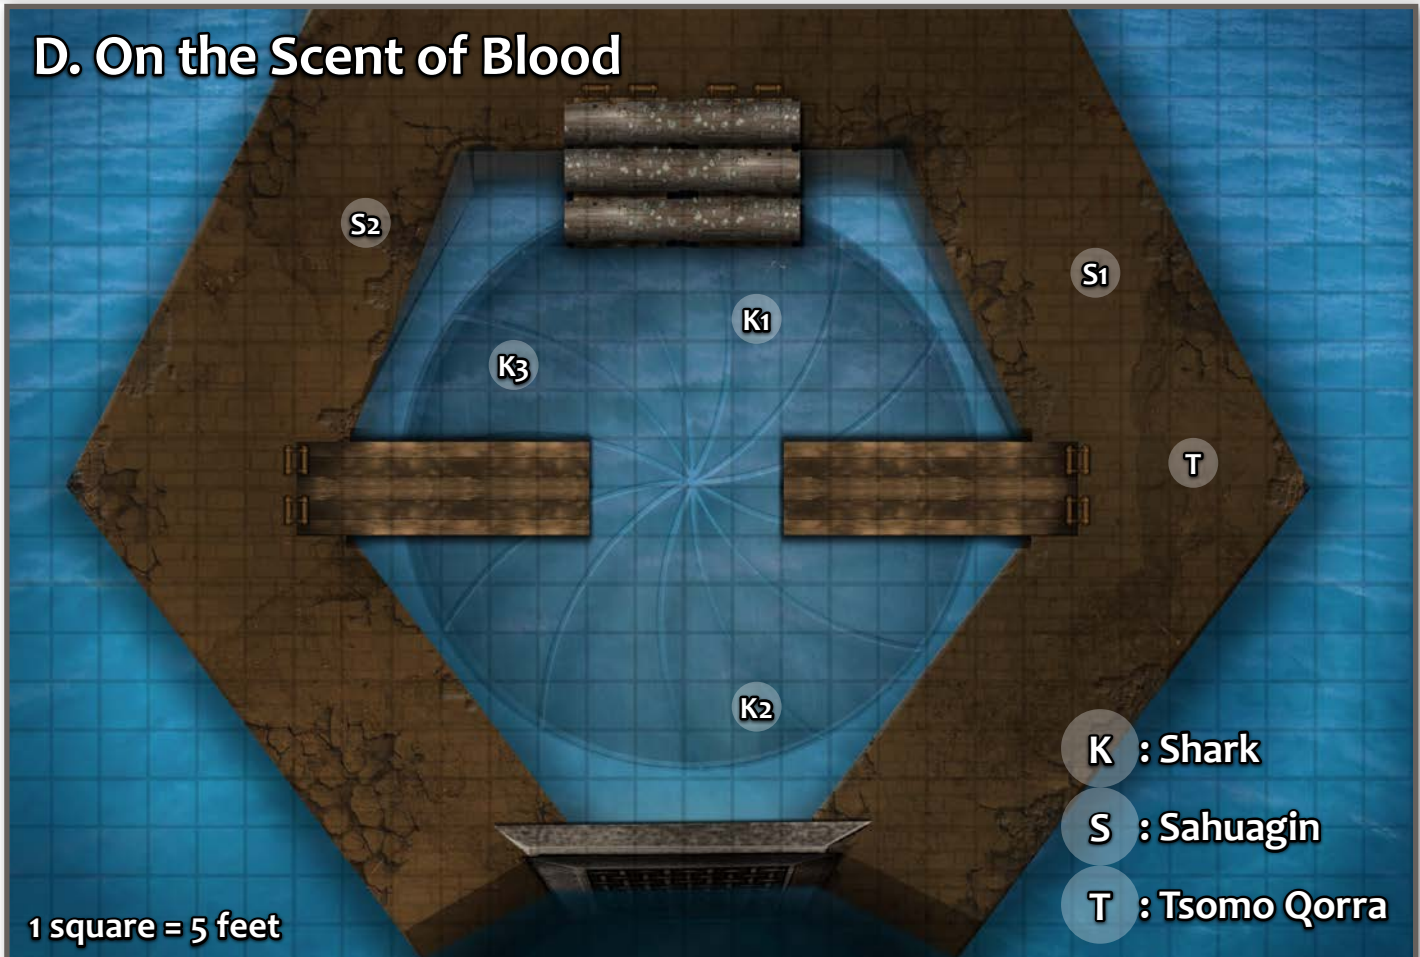 D. On the Scent of Blood
S2
S1
K1
K3
T
K2
K : Shark
S : Sahuagin
T : Tsomo Qorra
1 square = 5 feet